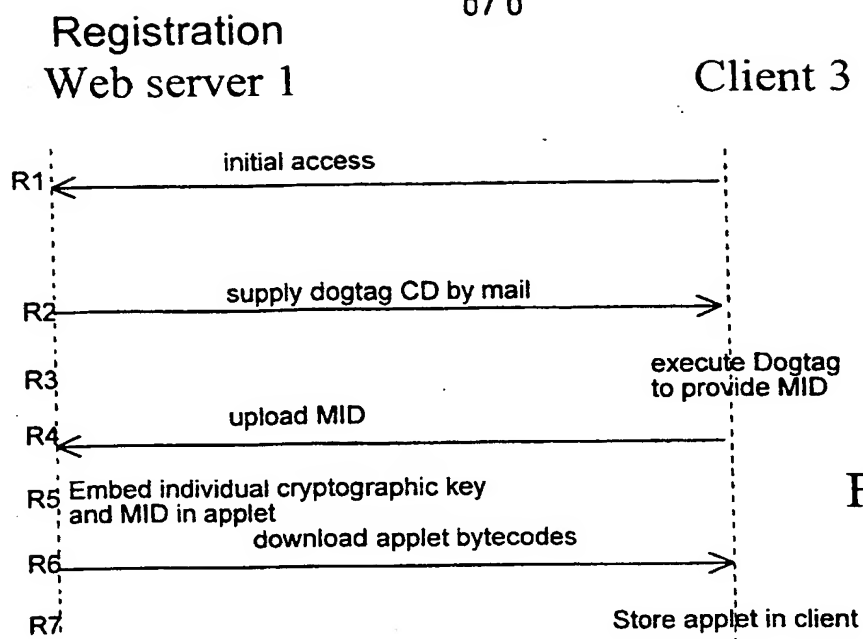 Registration
Web server 1
Client 3
R1
initial access
R2
supply dogtag CD by mail
R3
execute Dogtag
to provide MID
R4
upload MID
R5
Embed individual cryptographic key
and MID in applet
R6
download applet bytecodes
R7
Store applet in client